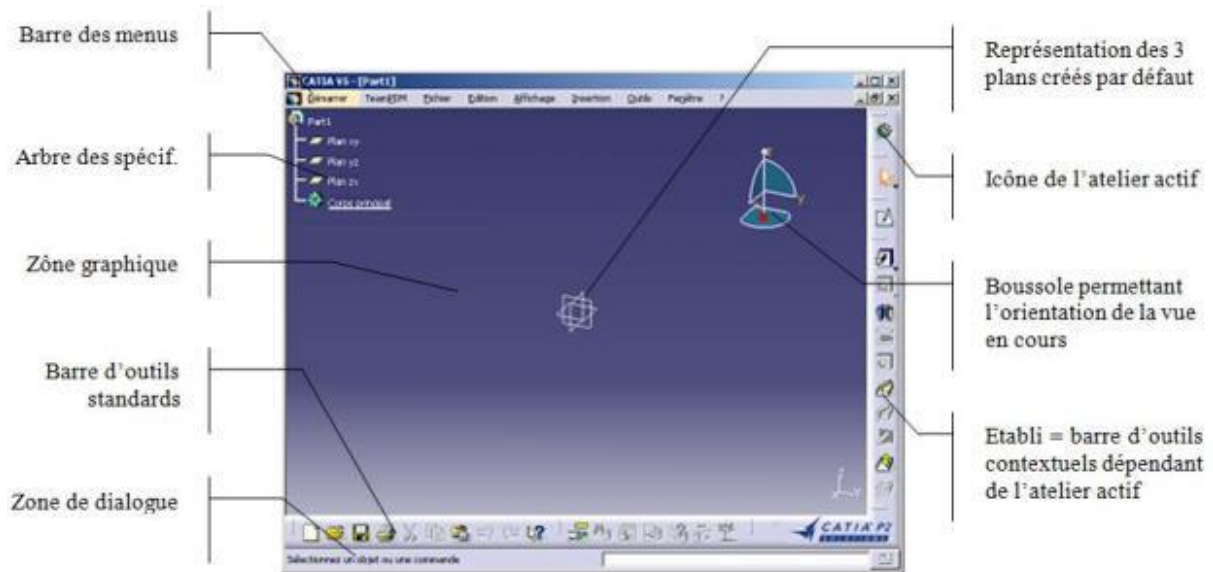 Barre des menus
Arbre des spécif.
Zône graphique
Barre d'outils
standards
Zone de dialogue
CATIA V5 - [Part1]
Démarrer TeamPDM Fichier Edition Affichage Insertion Outils Fenêtre ?
Part1
Plan xy
Plan yz
Plan zx
Corps principal
z
y
Sélectionnez un objet ou une commande
CATIA P2
SOLUTIONS
Représentation des 3
plans créés par défaut
Icône de l'atelier actif
Boussole permettant
l'orientation de la vue
en cours
Etabli = barre d'outils
contextuels dépendant
de l'atelier actif